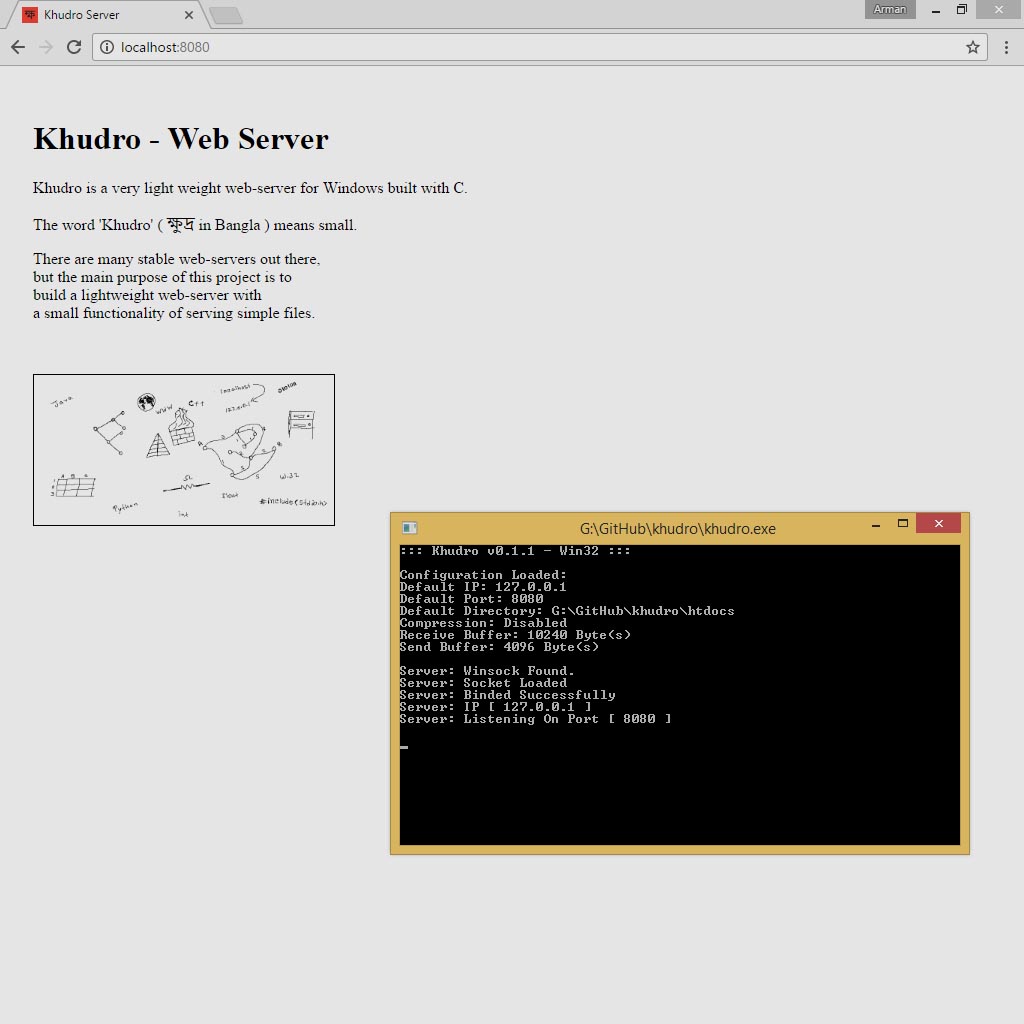 Khudro Server
Arman
localhost:8080
Khudro - Web Server
Khudro is a very light weight web-server for Windows built with C.
The word 'Khudro' ( ক্ষুদ্র in Bangla ) means small.
There are many stable web-servers out there,
but the main purpose of this project is to
build a lightweight web-server with
a small functionality of serving simple files.
Java
www
C++
localhost
127.0.0.1
Python
int
float
W32
#include<stdio.h>
G:\GitHub\khudro\khudro.exe
::: Khudro v0.1.1 - Win32 :::
Configuration Loaded:
Default IP: 127.0.0.1
Default Port: 8080
Default Directory: G:\GitHub\khudro\htdocs
Compression: Disabled
Receive Buffer: 10240 Byte(s)
Send Buffer: 4096 Byte(s)
Server: Winsock Found.
Server: Socket Loaded
Server: Binded Successfully
Server: IP [ 127.0.0.1 ]
Server: Listening On Port [ 8080 ]